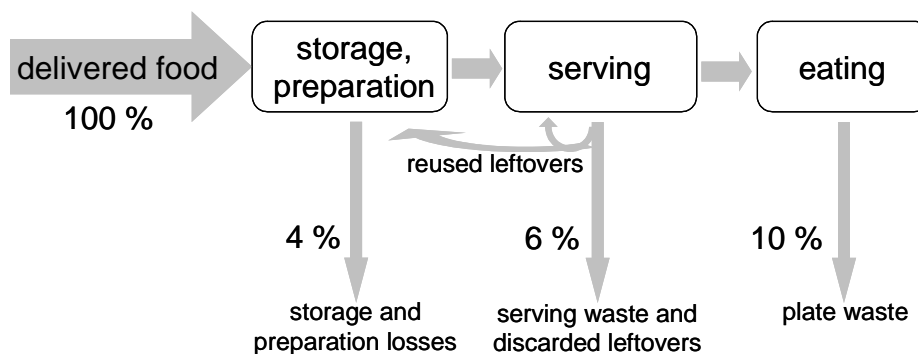 delivered food
100 %
storage,
preparation
serving
eating
reused leftovers
4 %
6 %
10 %
storage and
preparation losses
serving waste and
discarded leftovers
plate waste